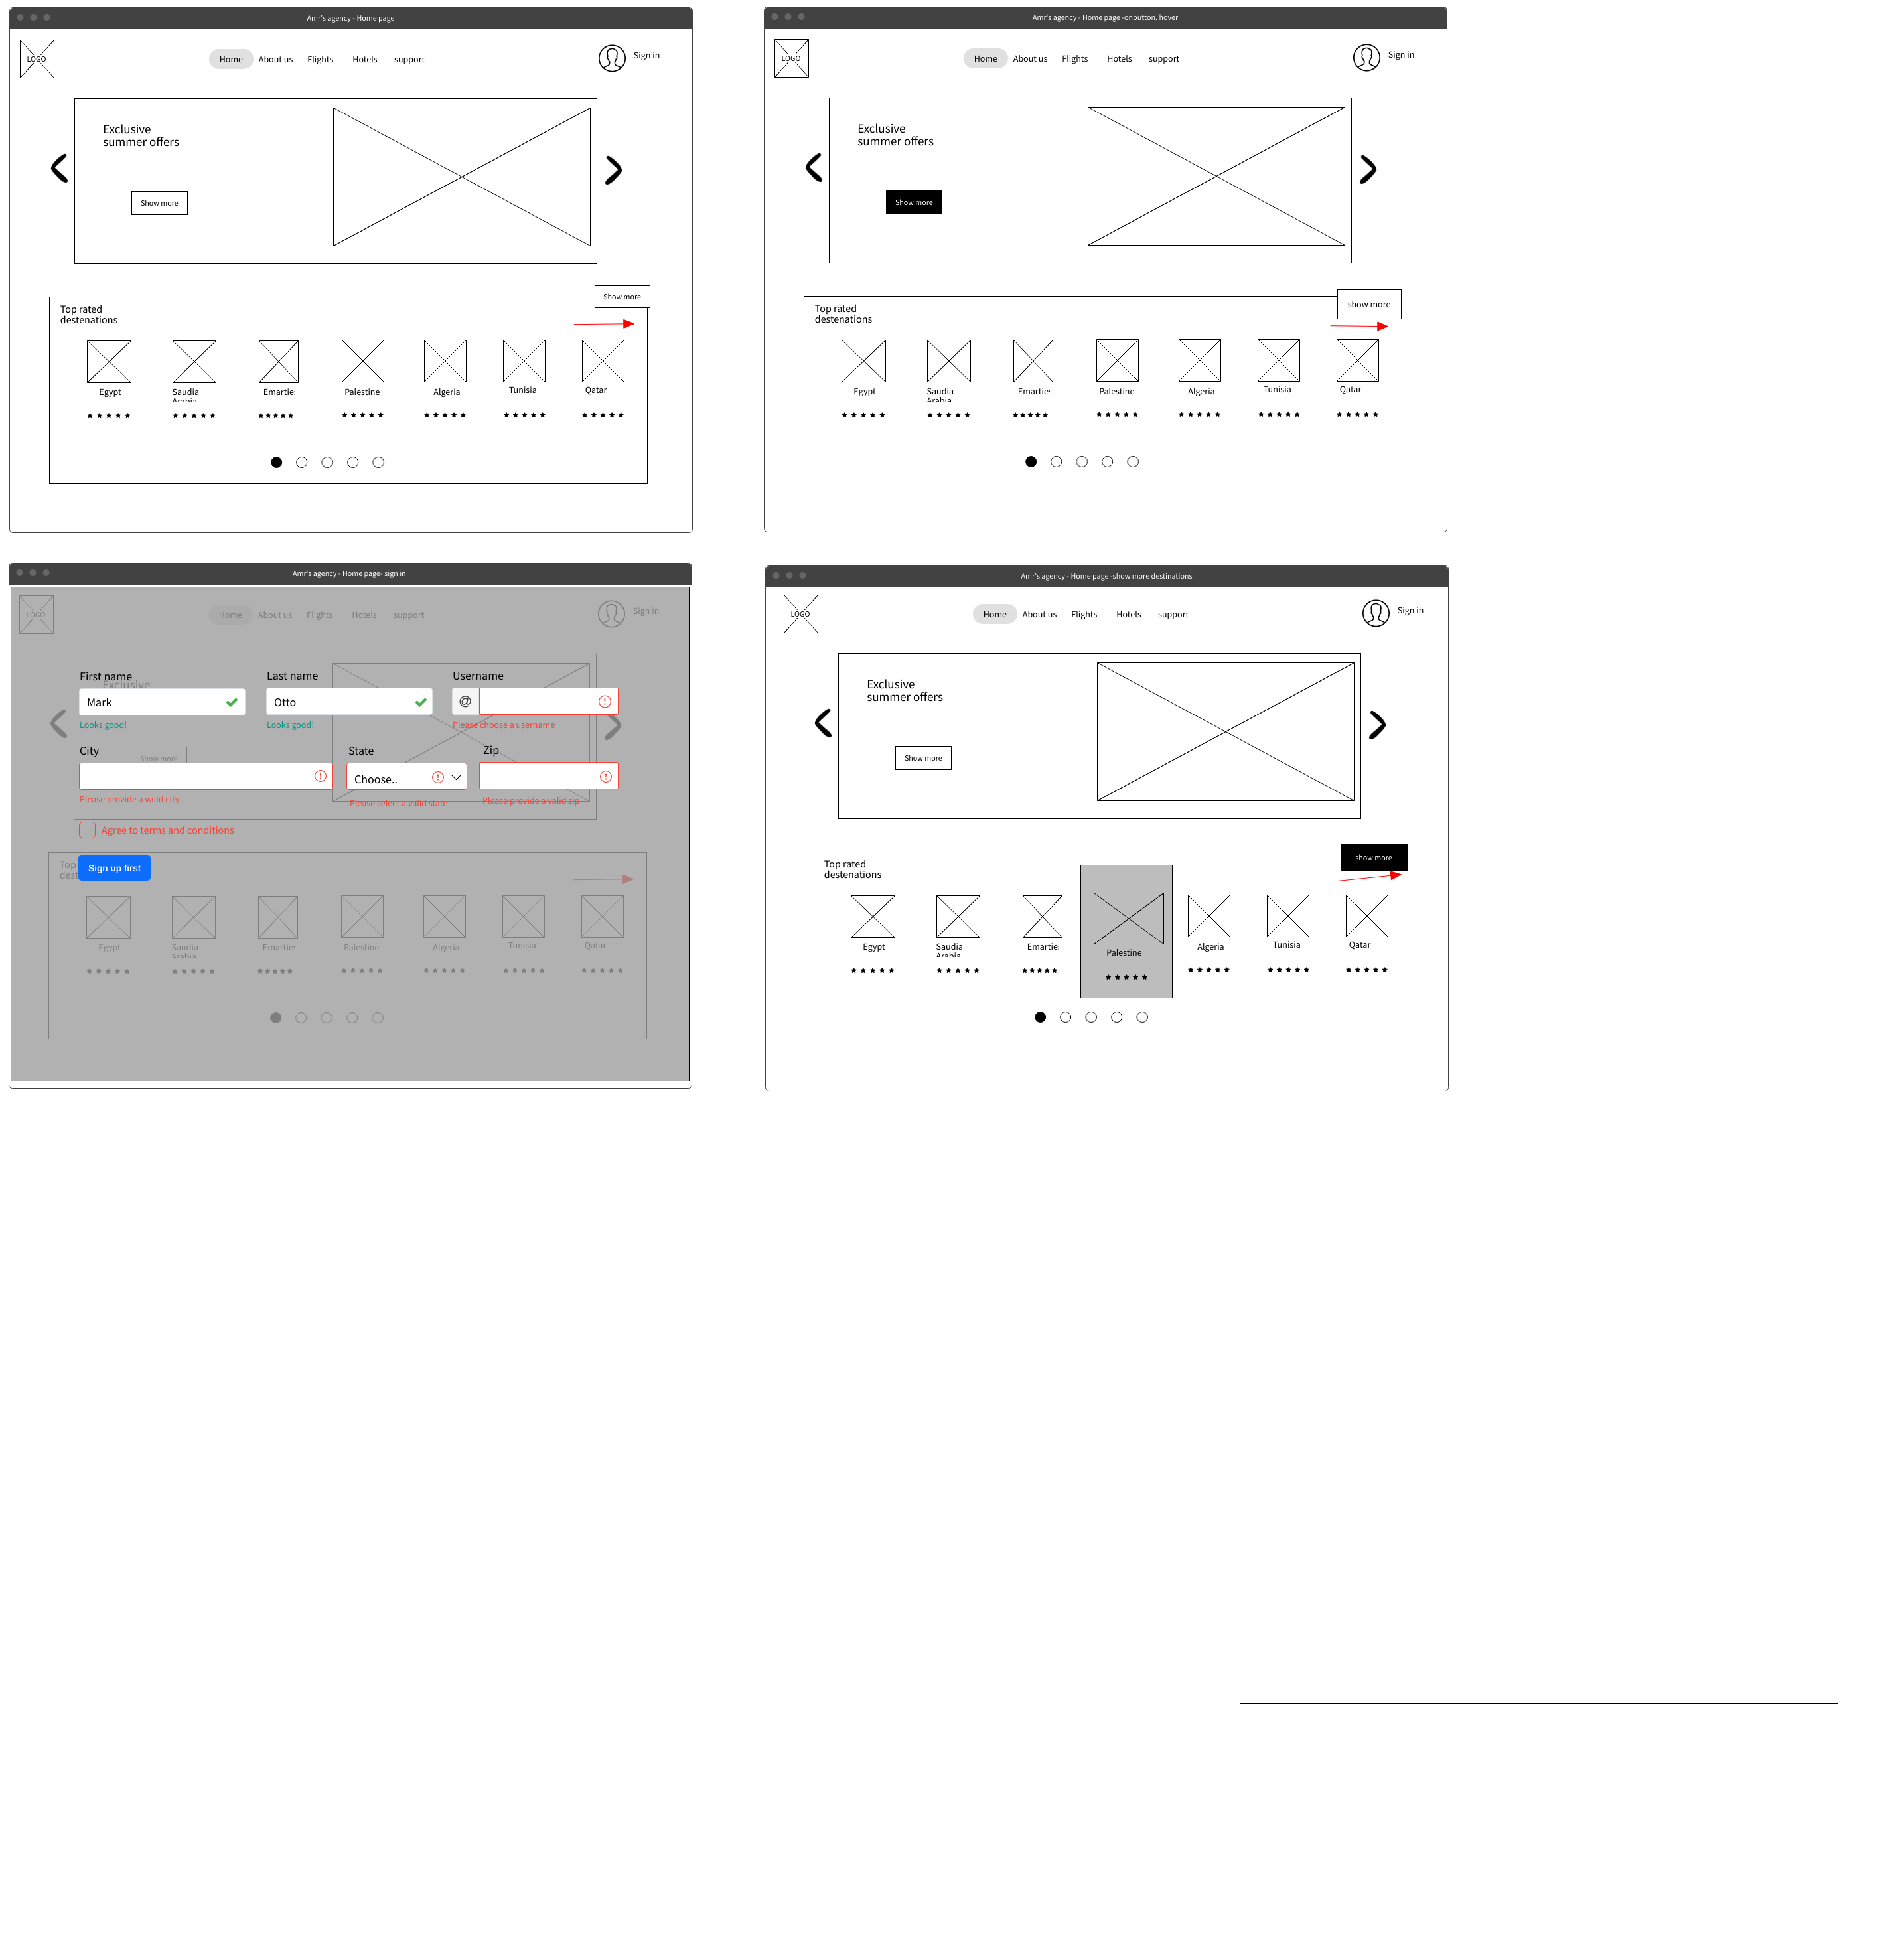 Amr's agency - Home page
LOGO
Home About us Flights Hotels support
Sign in
Exclusive
summer offers
Show more
Show more
Top rated
destenations
Egypt Saudia Emarties Palestine Algeria Tunisia Qatar
Arabia
Amr's agency - Home page -onbutton. hover
LOGO
Home About us Flights Hotels support
Sign in
Exclusive
summer offers
Show more
show more
Top rated
destenations
Egypt Saudia Emarties Palestine Algeria Tunisia Qatar
Arabia
Amr's agency - Home page- sign in
LOGO
Home About us Flights Hotels support
Sign in
Exclusive
First name Last name Username
Mark Otto @
Looks good! Looks good! Please choose a username
City State Zip
Show more
Choose..
Please provide a valid city Please select a valid state Please provide a valid zip
Agree to terms and conditions
Top
dest
Sign up first
Egypt Saudia Emarties Palestine Algeria Tunisia Qatar
Arabia
Amr's agency - Home page -show more destinations
LOGO
Home About us Flights Hotels support
Sign in
Exclusive
summer offers
Show more
show more
Top rated
destenations
Egypt Saudia Emarties Palestine Algeria Tunisia Qatar
Arabia